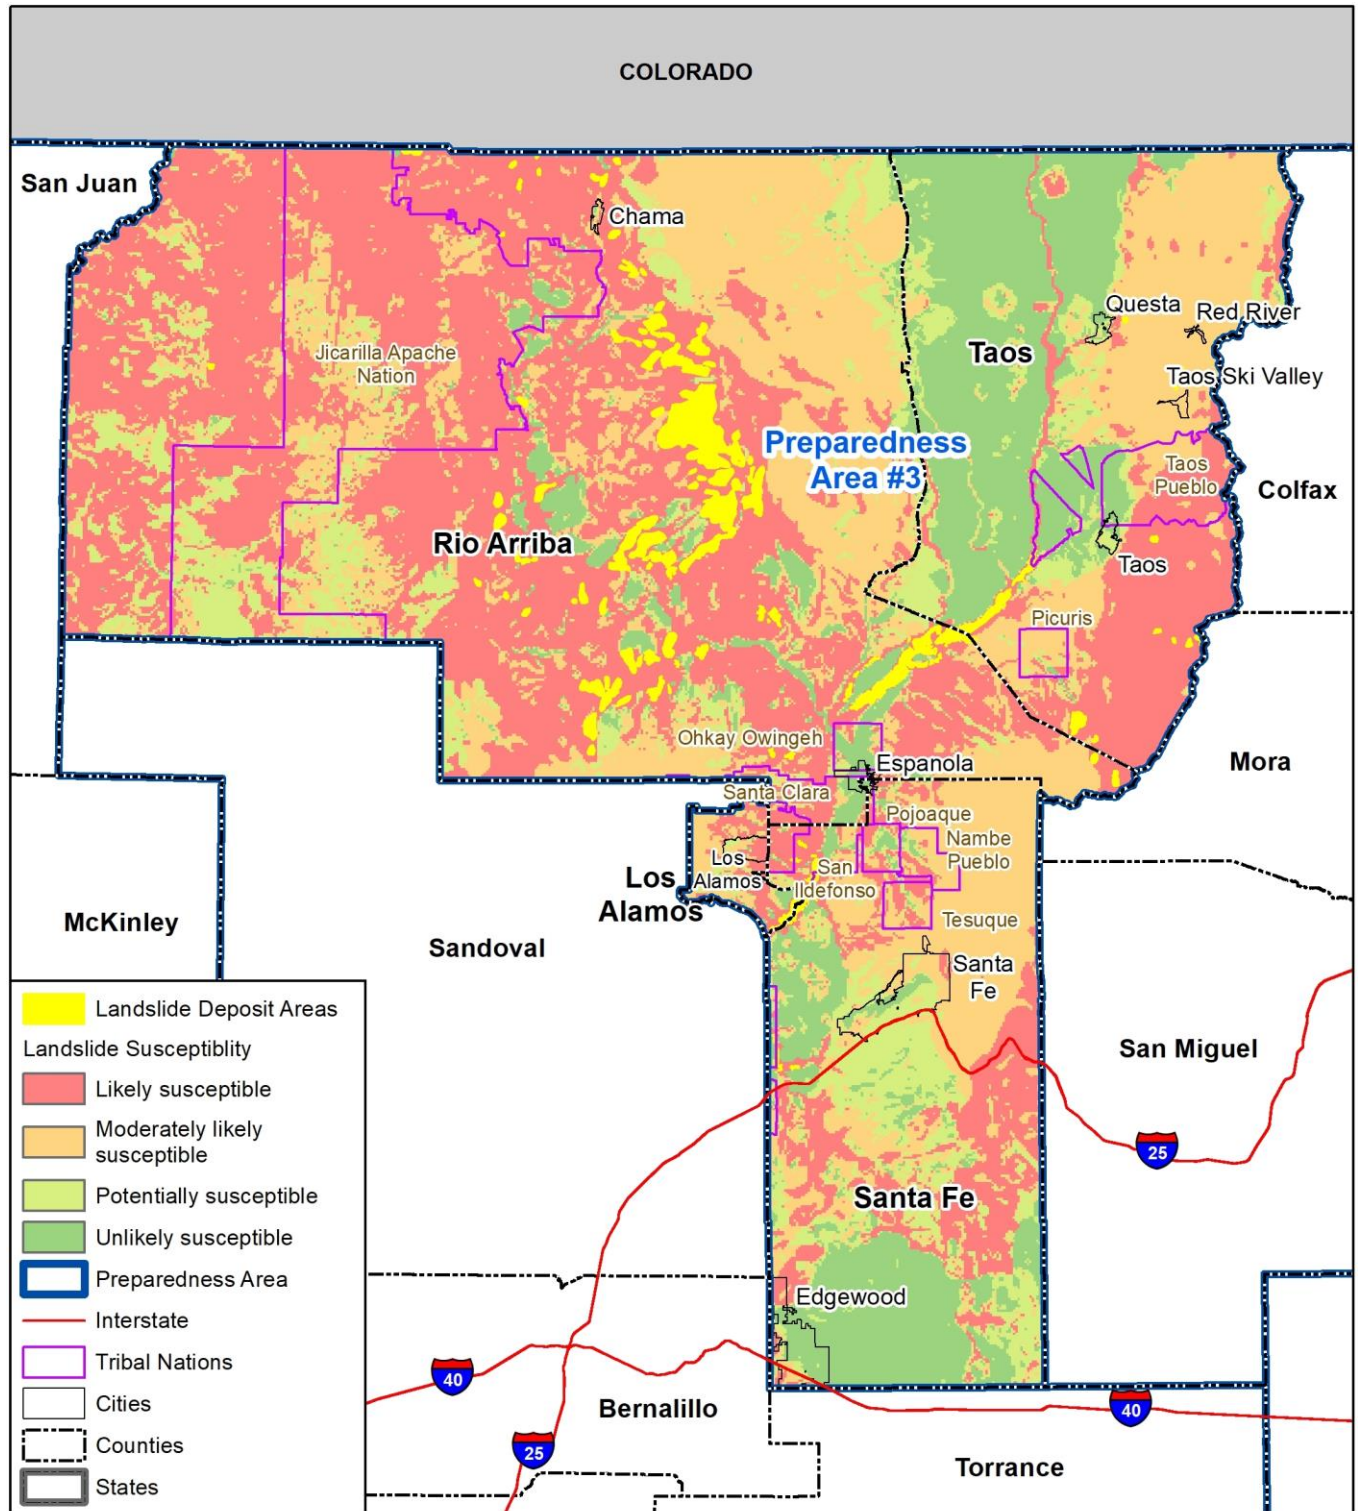 COLORADO
San Juan
Chama
Questa
Red River
Jicarilla Apache
Nation
Taos
Taos Ski Valley
Preparedness
Area #3
Taos
Pueblo
Colfax
Rio Arriba
Taos
Picuris
Ohkay Owingeh
Espanola
Mora
Santa Clara
Pojoaque
Nambe
Pueblo
Los
Alamos
San
Ildefonso
Los
Alamos
Tesuque
McKinley
Sandoval
Santa
Fe
San Miguel
25
Santa Fe
Edgewood
40
40
Bernalillo
25
Torrance
Landslide Deposit Areas
Landslide Susceptiblity
Likely susceptible
Moderately likely
susceptible
Potentially susceptible
Unlikely susceptible
Preparedness Area
Interstate
Tribal Nations
Cities
Counties
States